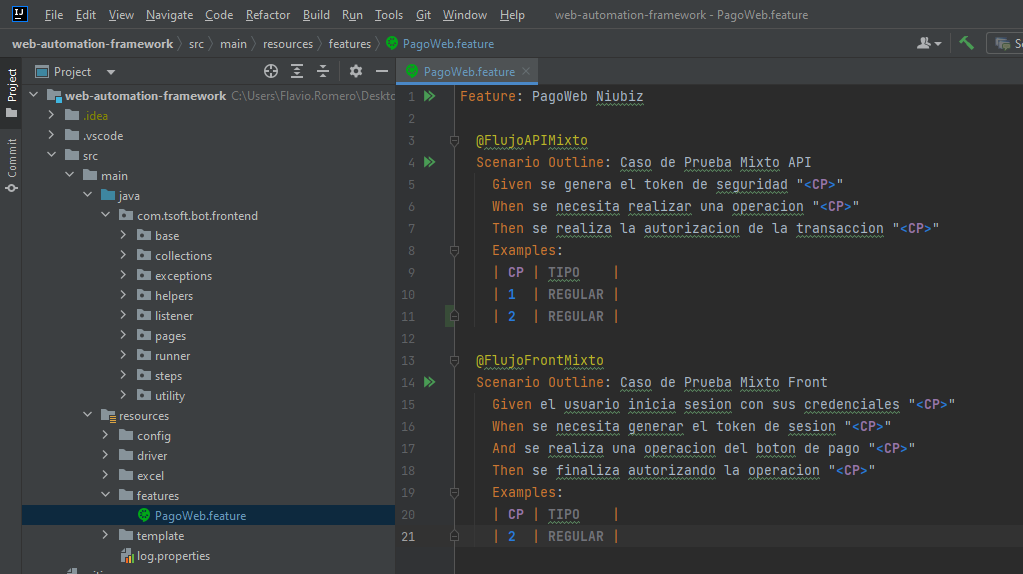 File Edit View Navigate Code Refactor Build Run Tools Git Window Help web-automation-framework - PagoWeb.feature
web-automation-framework src main resources features PagoWeb.feature
Project
PagoWeb.feature
Project
Commit
web-automation-framework C:\Users\Flavio.Romero\Deskto
.idea
.vscode
src
main
java
com.tsoft.bot.frontend
base
collections
exceptions
helpers
listener
pages
runner
steps
utility
resources
config
driver
excel
features
PagoWeb.feature
template
log.properties
1 Feature: PagoWeb Niubiz
2
3 @FlujoAPIMixto
4 Scenario Outline: Caso de Prueba Mixto API
5 Given se genera el token de seguridad "<CP>"
6 When se necesita realizar una operacion "<CP>"
7 Then se realiza la autorizacion de la transaccion "<CP>"
8 Examples:
9 | CP | TIPO |
10 | 1 | REGULAR |
11 | 2 | REGULAR |
12
13 @FlujoFrontMixto
14 Scenario Outline: Caso de Prueba Mixto Front
15 Given el usuario inicia sesion con sus credenciales "<CP>"
16 When se necesita generar el token de sesion "<CP>"
17 And se realiza una operacion del boton de pago "<CP>"
18 Then se finaliza autorizando la operacion "<CP>"
19 Examples:
20 | CP | TIPO |
21 | 2 | REGULAR |